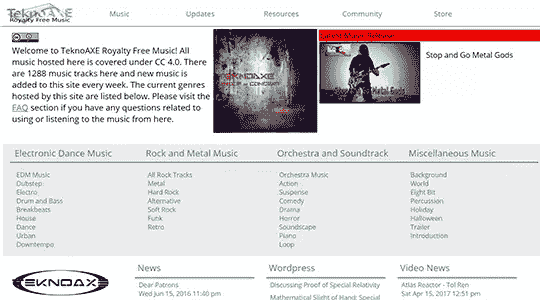 TeknoAXE
Royalty Free Music
Music Updates Resources Community Store
Welcome to TeknoAXE Royalty Free Music! All
music hosted here is covered under CC 4.0. There
are 1288 music tracks here and new music is
added to this site every week. The current genres
hosted by this site are listed below. Please visit the
FAQ section if you have any questions related to
using or listening to the music from here.
TEKNOAXE
Stop and Go Metal Gods
Stop and Go Metal Gods
Electronic Dance Music
EDM Music
Dubstep
Electro
Drum and Bass
Breakbeats
House
Dance
Urban
Downtempo
Rock and Metal Music
All Rock Tracks
Metal
Hard Rock
Alternative
Soft Rock
Funk
Retro
Orchestra and Soundtrack
Orchestra Music
Action
Suspense
Comedy
Drama
Horror
Soundscape
Piano
Loop
Miscellaneous Music
Background
World
Eight Bit
Percussion
Holiday
Halloween
Trailer
Introduction
TEKNOAXE
News
Dear Patrons
Wed Jun 15, 2016 11:40 pm
Wordpress
Discussing Proof of Special Relativity
Mathematical Slight of Hand: Special
Video News
Atlas Reactor - Tol Ren
Sat Apr 15, 2017 12:51 pm